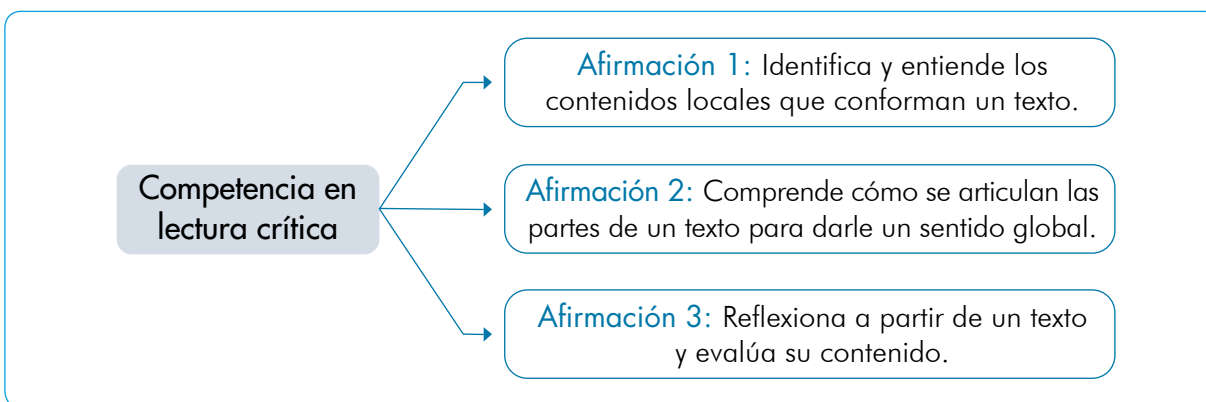 Afirmación 1: Identifica y entiende los
contenidos locales que conforman un texto.
Competencia en
lectura crítica
Afirmación 2: Comprende cómo se articulan las
partes de un texto para darle un sentido global.
Afirmación 3: Reflexiona a partir de un texto
y evalúa su contenido.